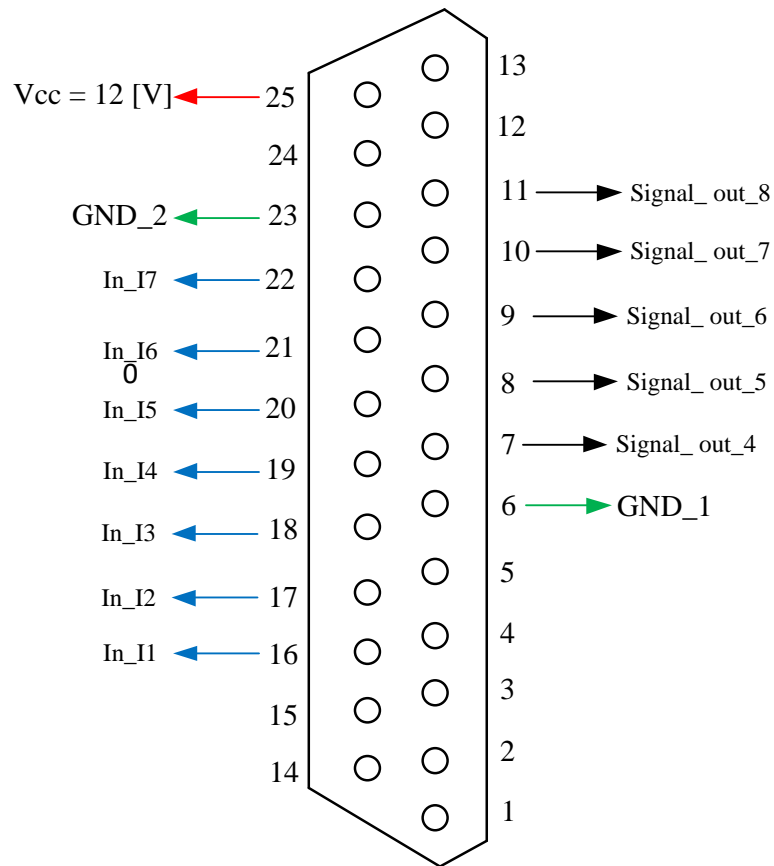 13
Vcc = 12 [V] 25
12
24
11 Signal_ out_8
GND_2 23
10 Signal_ out_7
In_I7 22
9 Signal_ out_6
In_I6 21
0
8 Signal_ out_5
In_I5 20
7 Signal_ out_4
In_I4 19
6 GND_1
In_I3 18
5
In_I2 17
4
In_I1 16
3
15
2
14
1